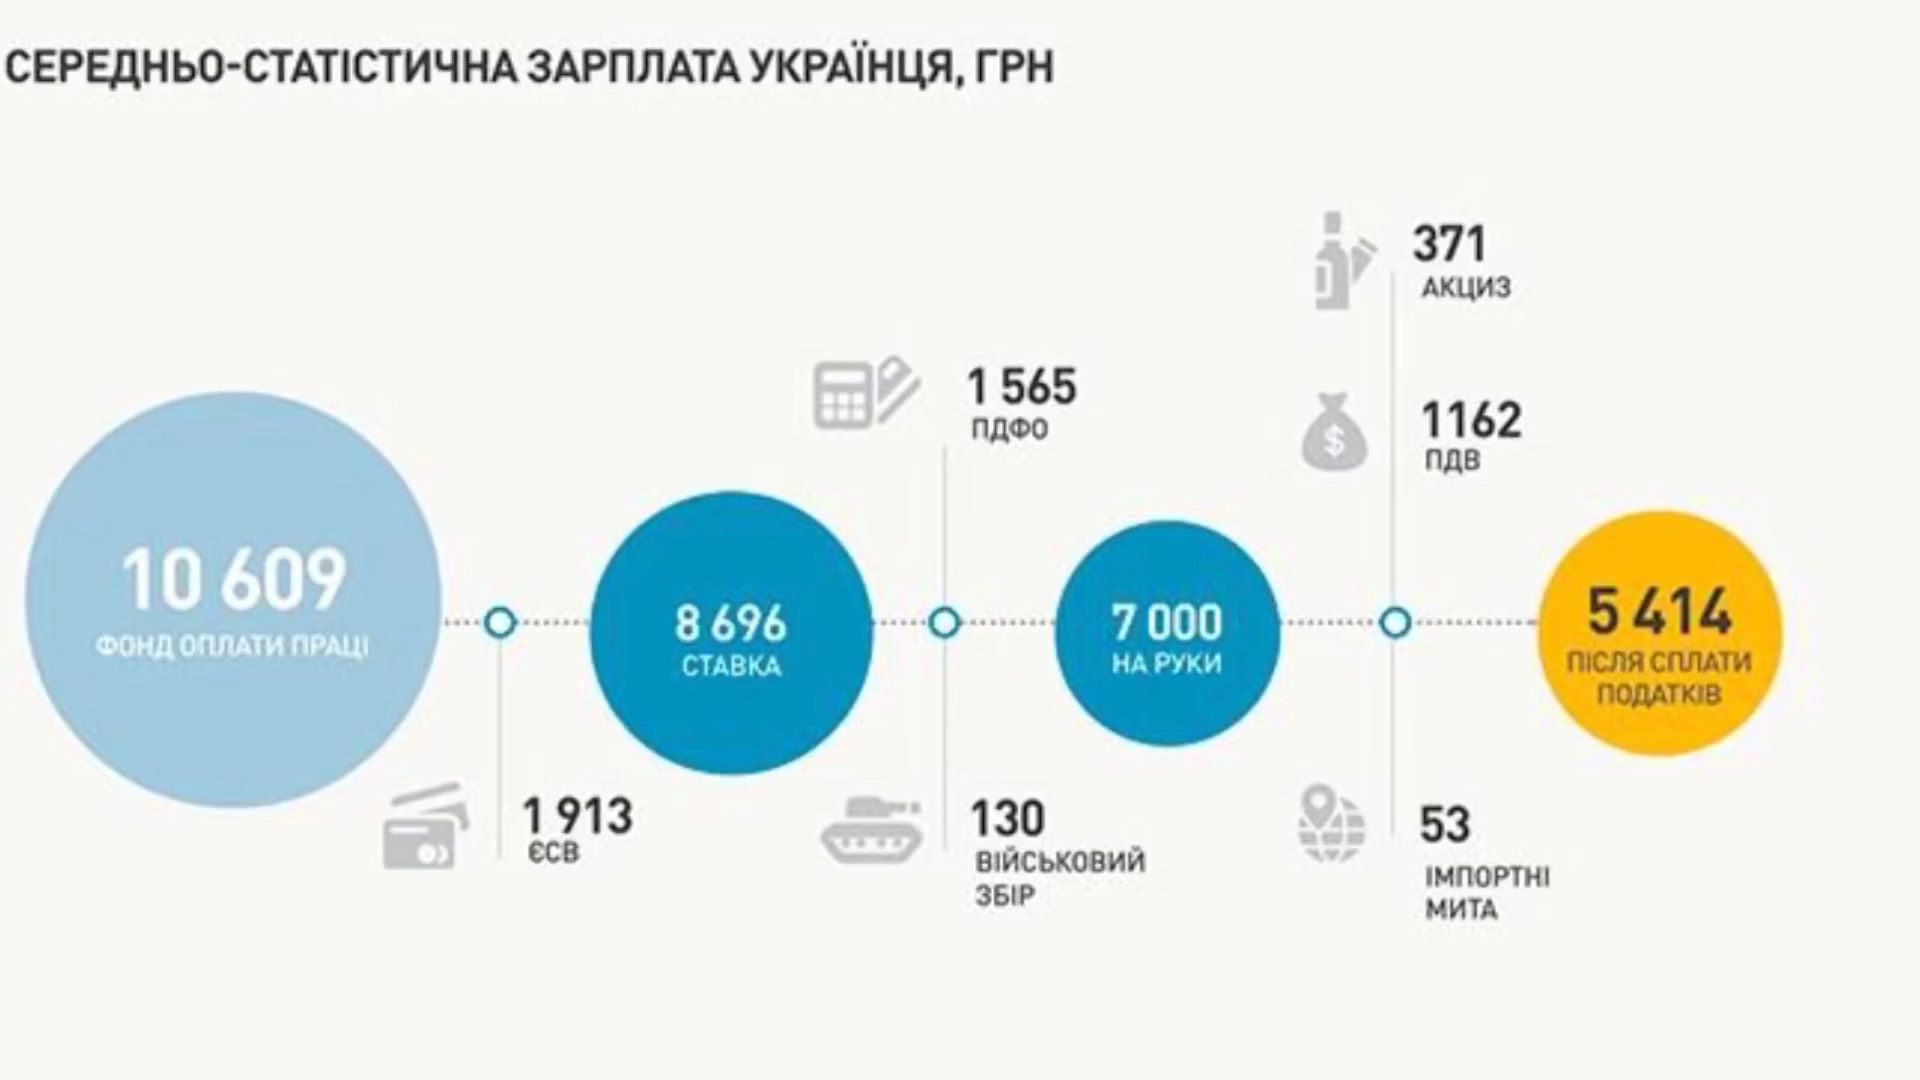 СЕРЕДНЬО-СТАТІСТИЧНА ЗАРПЛАТА УКРАЇНЦЯ, ГРН
10 609
ФОНД ОПЛАТИ ПРАЦІ
1 913
ЄСВ
8 696
СТАВКА
1 565
ПДФО
130
ВІЙСЬКОВИЙ
ЗБІР
7 000
НА РУКИ
371
АКЦИЗ
$
1162
ПДВ
53
ІМПОРТНІ
МИТА
5 414
ПІСЛЯ СПЛАТИ
ПОДАТКІВ